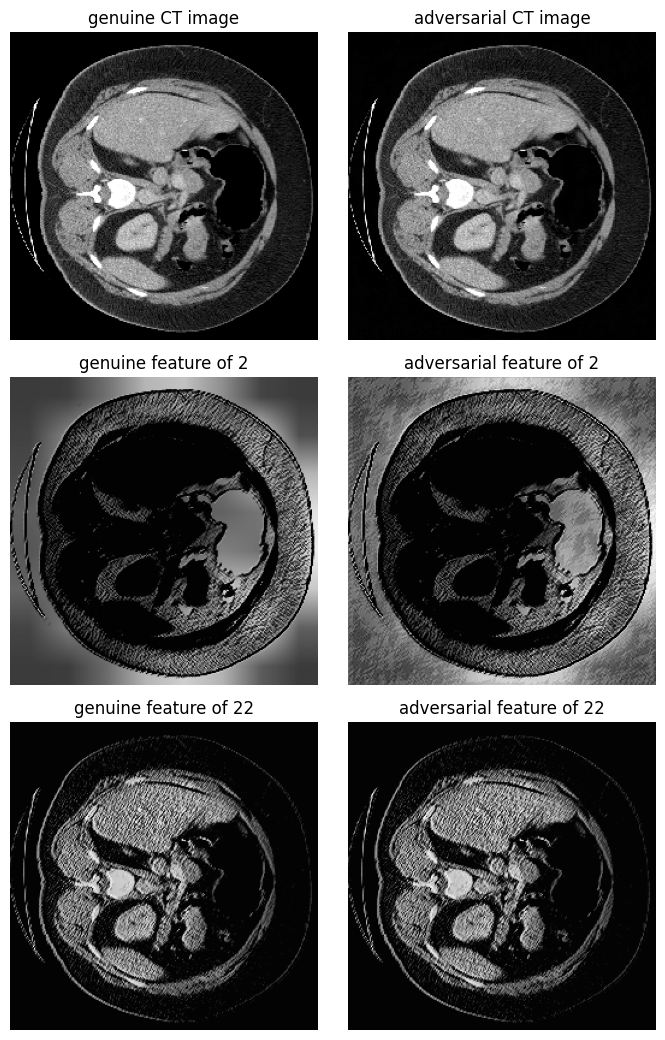 genuine CT image
adversarial CT image
genuine feature of 2
adversarial feature of 2
genuine feature of 22
adversarial feature of 22